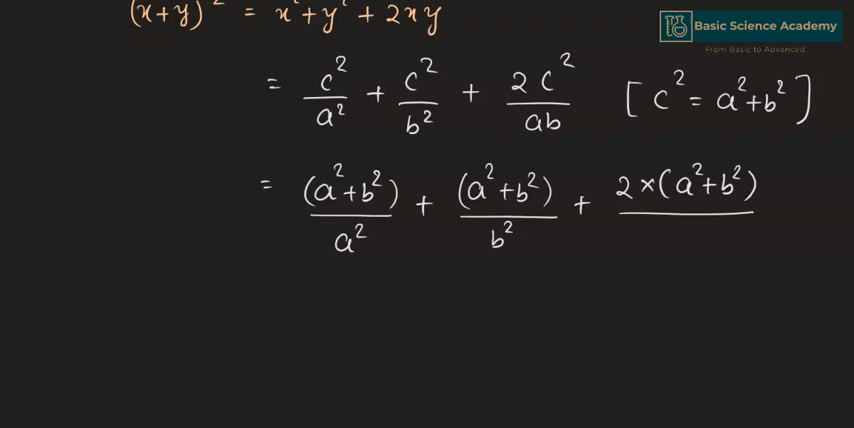 (x+y)² = x²+y² + 2xy
Basic Science Academy
From Basic to Advanced
= c²/a² + c²/b² + 2c²/ab [c² = a²+b²]
= (a²+b²)/a² + (a²+b²)/b² + 2×(a²+b²)/